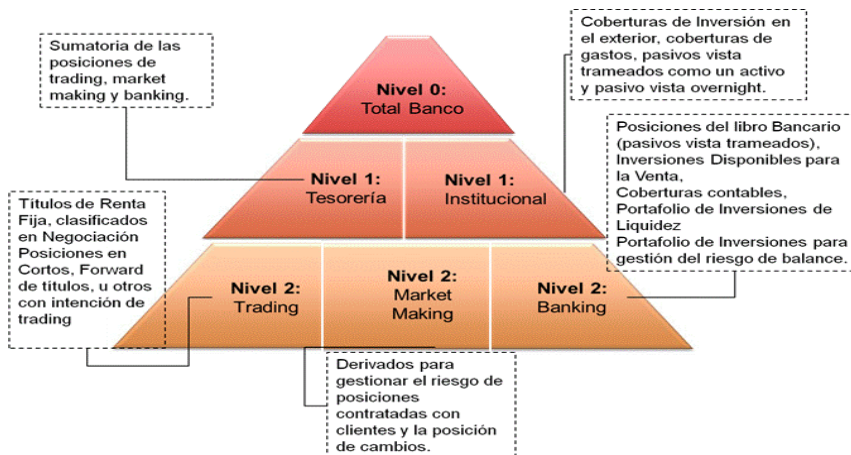 Sumatoria de las
posiciones de
trading, market
making y banking.
Coberturas de Inversión en
el exterior, coberturas de
gastos, pasivos vista
trameados como un activo
y pasivo vista overnight.
Nivel 0:
Total Banco
Nivel 1:
Tesorería
Nivel 1:
Institucional
Posiciones del libro Bancario
(pasivos vista trameados),
Inversiones Disponibles para
la Venta,
Coberturas contables,
Portafolio de Inversiones de
Liquidez
Portafolio de Inversiones para
gestión del riesgo de balance.
Títulos de Renta
Fija, clasificados
en Negociación
Posiciones en
Cortos, Forward
de títulos, u otros
con intención de
trading
Nivel 2:
Trading
Nivel 2:
Market
Making
Nivel 2:
Banking
Derivados para
gestionar el riesgo de
posiciones
contratadas con
clientes y la posición
de cambios.